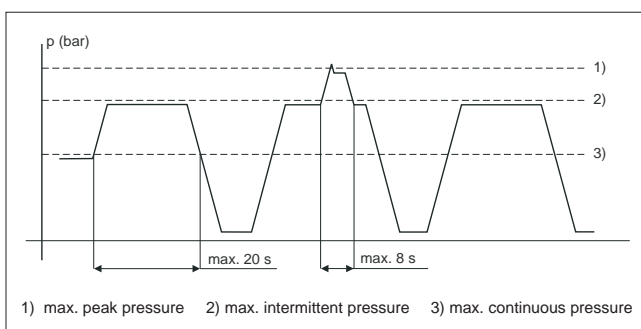 p (bar)
1)
2)
3)
max. 20 s
max. 8 s
1) max. peak pressure 2) max. intermittent pressure 3) max. continuous pressure